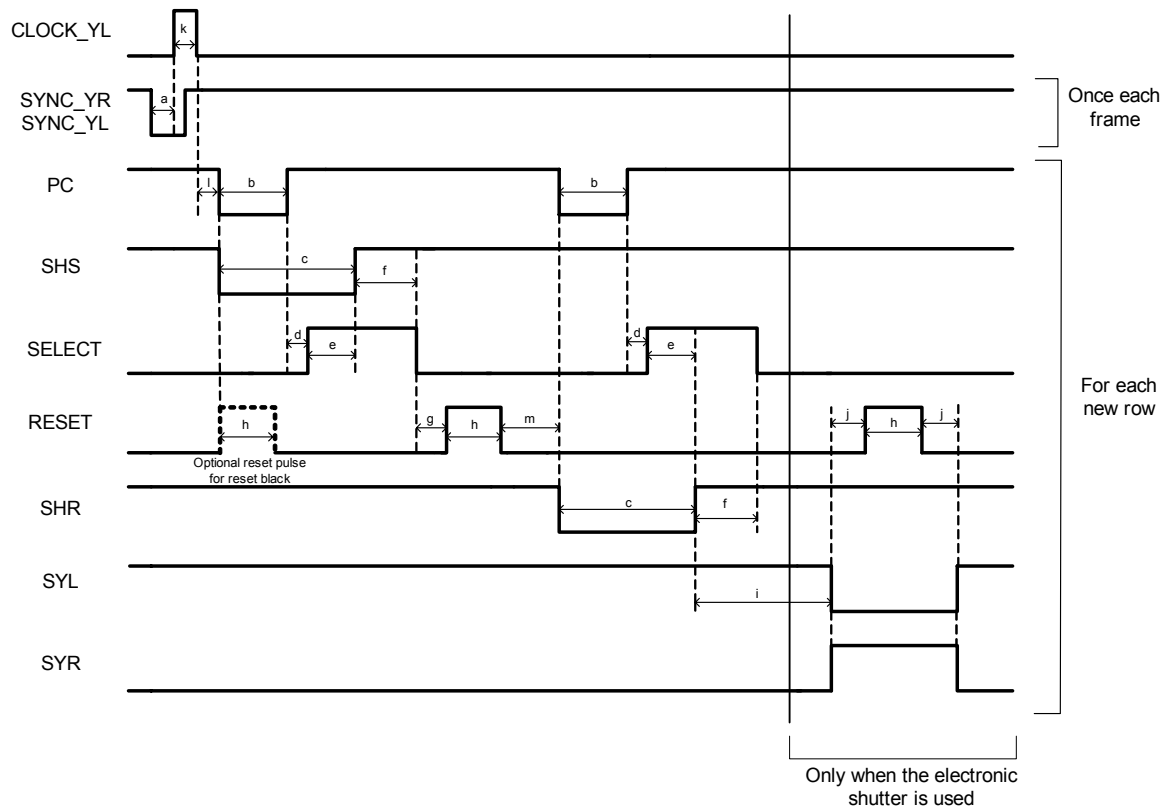 CLOCK_YL
k
SYNC_YR
SYNC_YL
a
Once each
frame
PC
l
b
b
SHS
c
f
SELECT
d
e
d
e
For each
new row
RESET
h
g
h
m
j
h
j
Optional reset pulse
for reset black
SHR
c
f
SYL
i
SYR
Only when the electronic
shutter is used